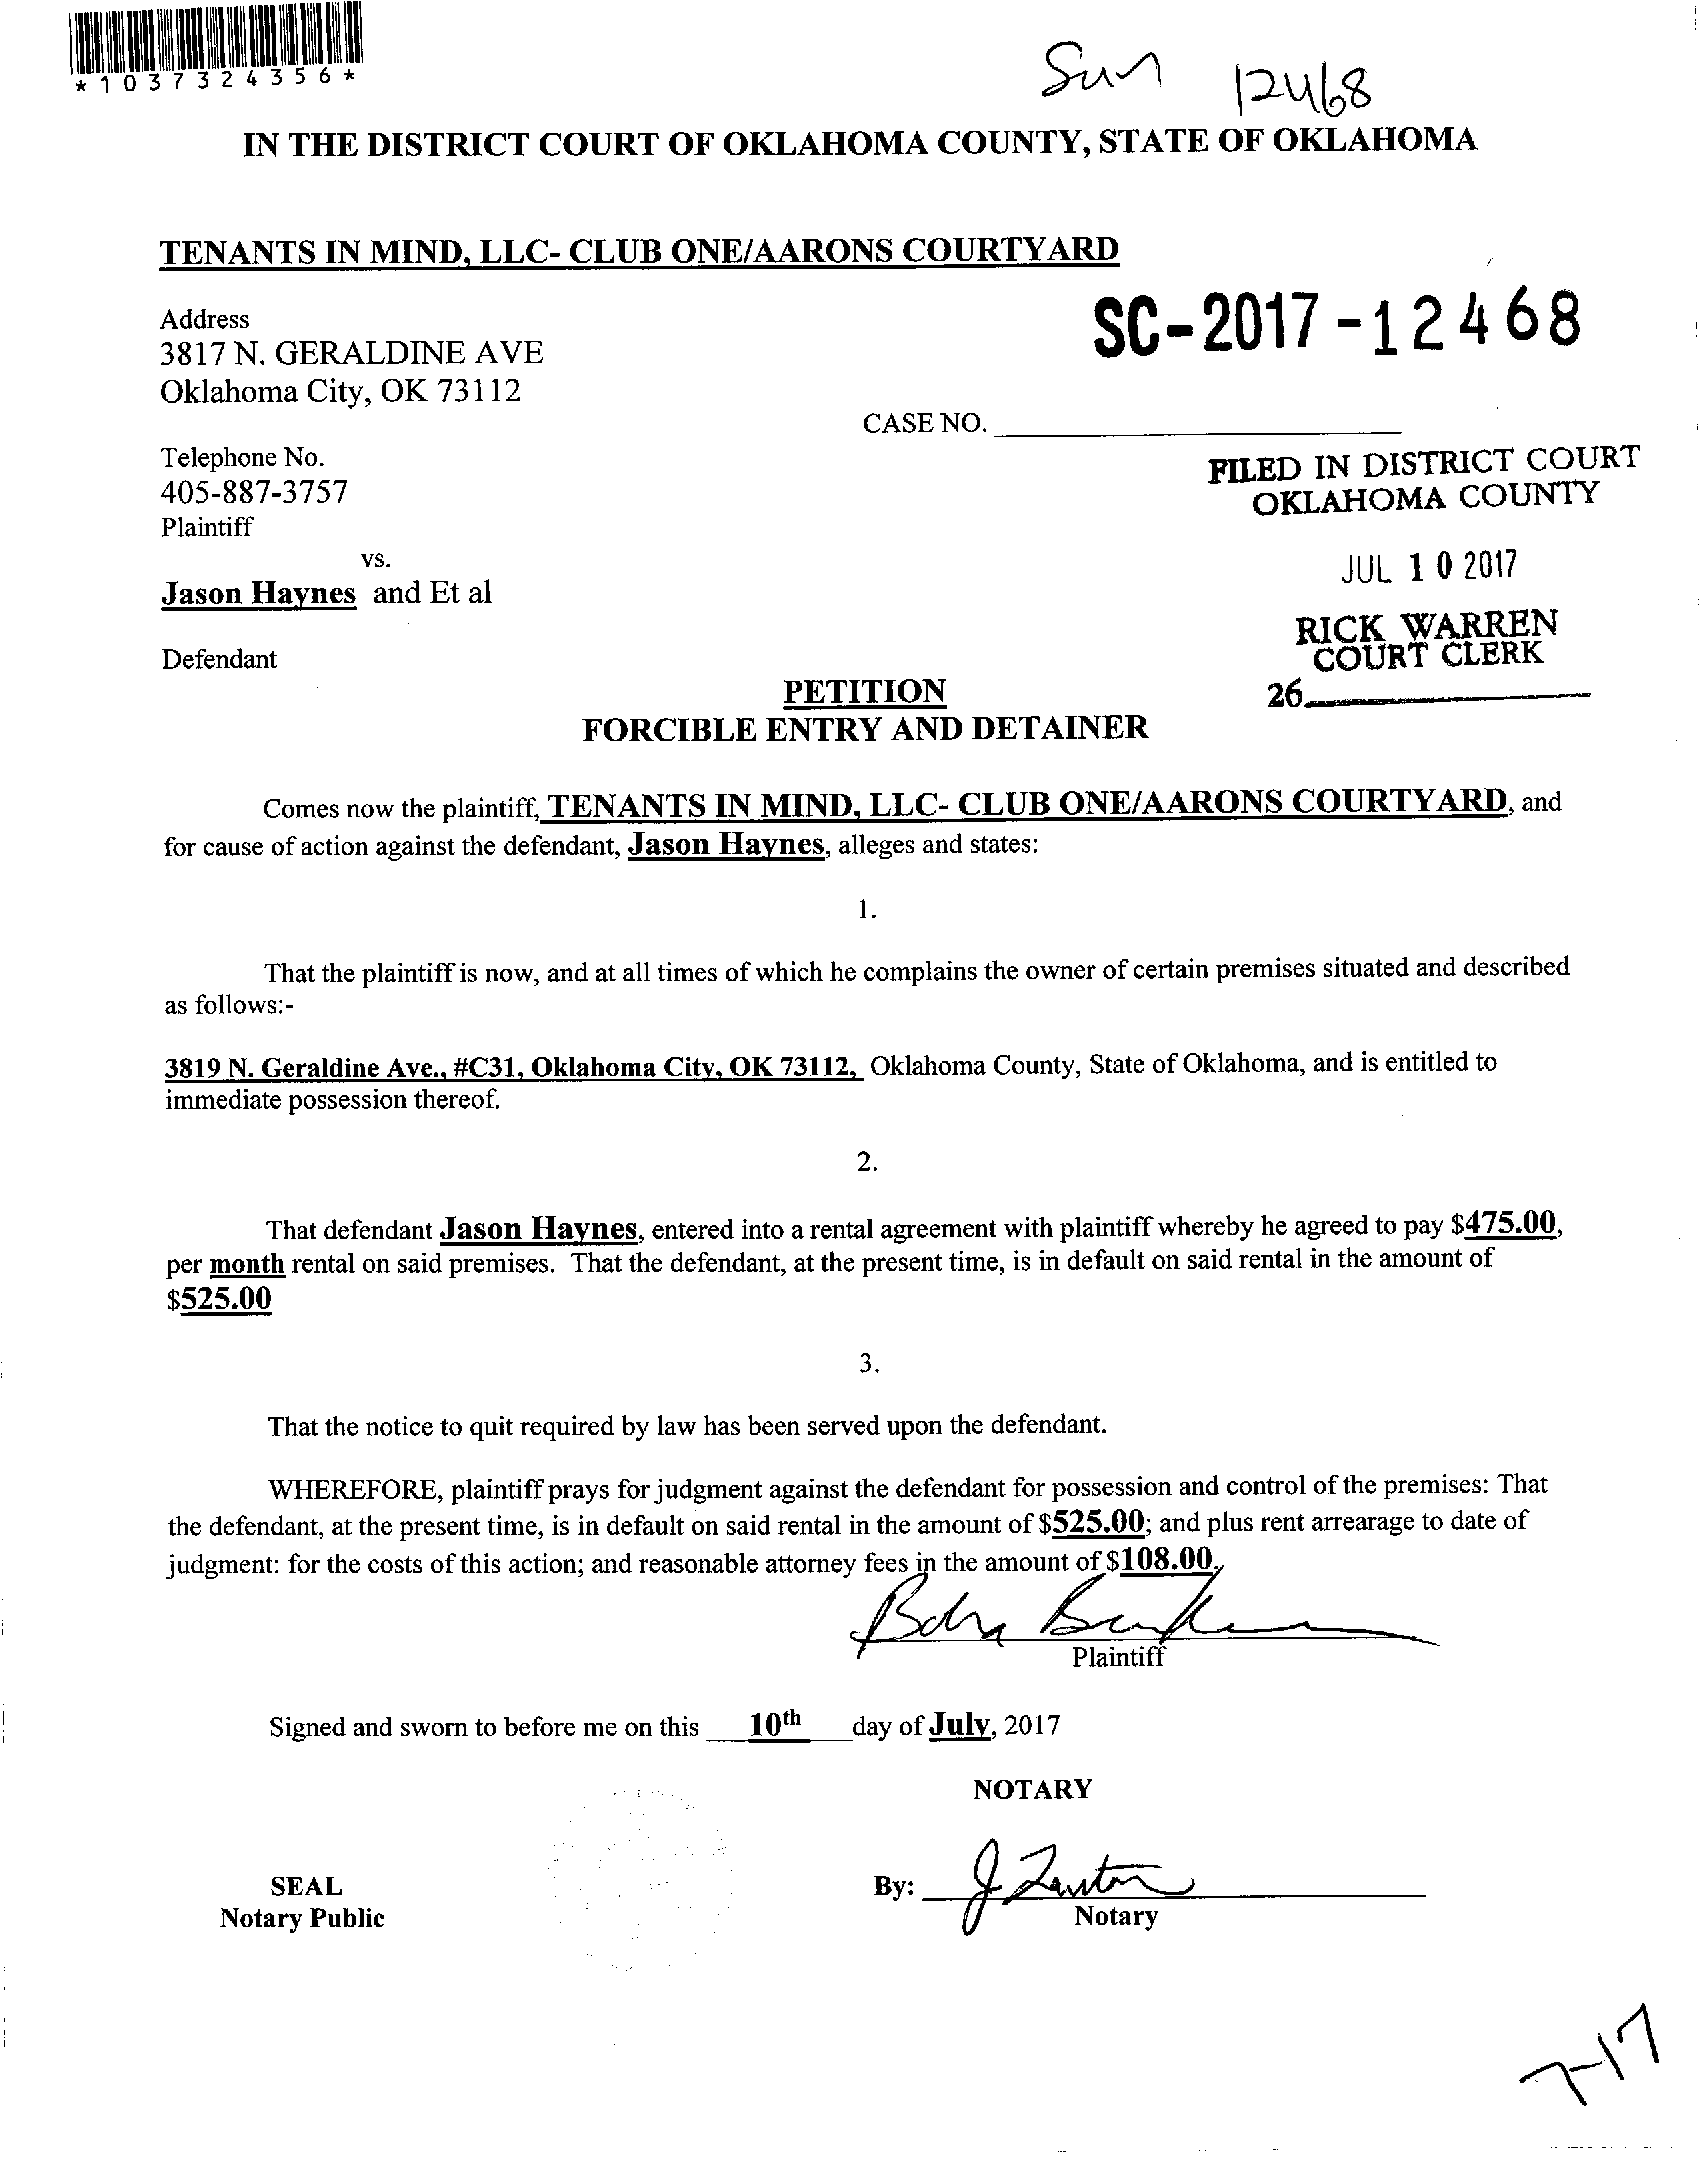 *1037324356*
Sun 12468
IN THE DISTRICT COURT OF OKLAHOMA COUNTY, STATE OF OKLAHOMA
TENANTS IN MIND, LLC- CLUB ONE/AARONS COURTYARD
Address
3817 N. GERALDINE AVE
Oklahoma City, OK 73112
SC-2017-12468
CASE NO.
Telephone No.
405-887-3757
Plaintiff
vs.
Jason Haynes and Et al
Defendant
FILED IN DISTRICT COURT
OKLAHOMA COUNTY
JUL 10 2017
RICK WARREN
COURT CLERK
26
PETITION
FORCIBLE ENTRY AND DETAINER
Comes now the plaintiff, TENANTS IN MIND, LLC- CLUB ONE/AARONS COURTYARD, and
for cause of action against the defendant, Jason Haynes, alleges and states:
1.
That the plaintiff is now, and at all times of which he complains the owner of certain premises situated and described
as follows:-
3819 N. Geraldine Ave., #C31, Oklahoma City, OK 73112, Oklahoma County, State of Oklahoma, and is entitled to
immediate possession thereof.
2.
That defendant Jason Haynes, entered into a rental agreement with plaintiff whereby he agreed to pay $475.00,
per month rental on said premises. That the defendant, at the present time, is in default on said rental in the amount of
$525.00
3.
That the notice to quit required by law has been served upon the defendant.
WHEREFORE, plaintiff prays for judgment against the defendant for possession and control of the premises: That
the defendant, at the present time, is in default on said rental in the amount of $525.00; and plus rent arrearage to date of
judgment: for the costs of this action; and reasonable attorney fees in the amount of $108.00.
Plaintiff
Signed and sworn to before me on this 10th day of July, 2017
NOTARY
SEAL
Notary Public
By:
Notary
7-17